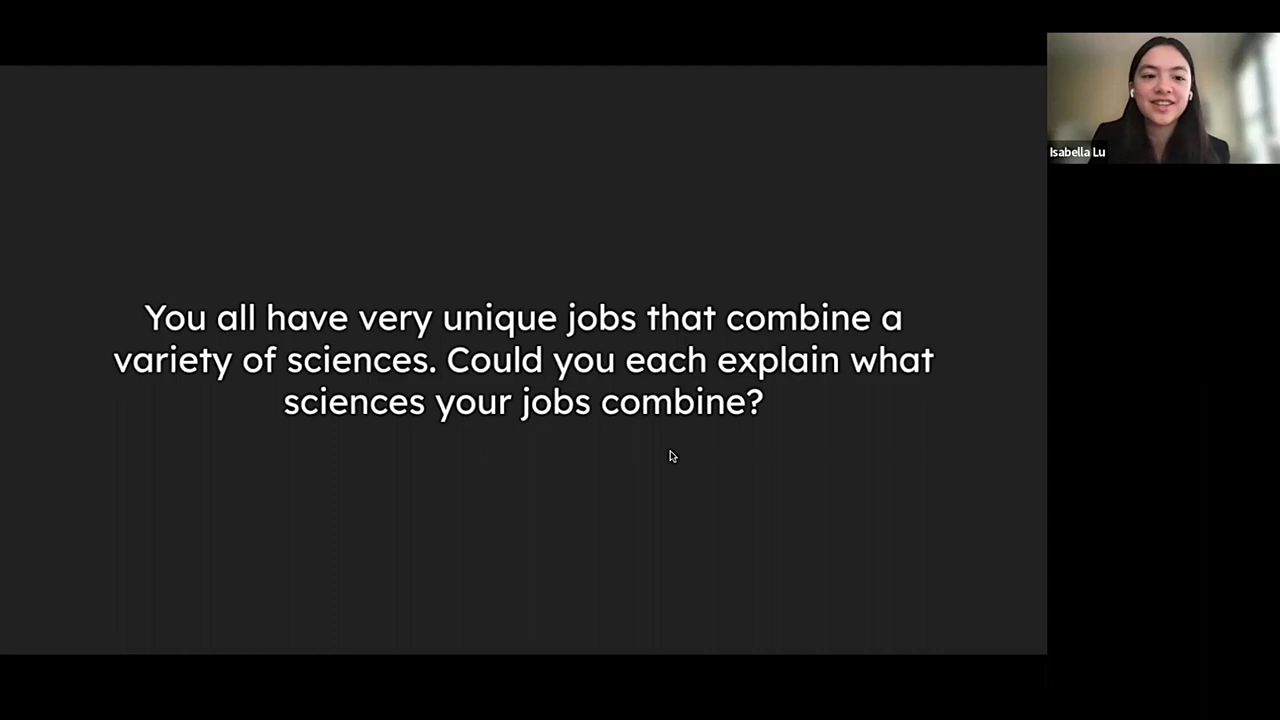 You all have very unique jobs that combine a
variety of sciences. Could you each explain what
sciences your jobs combine?
Isabella Lu